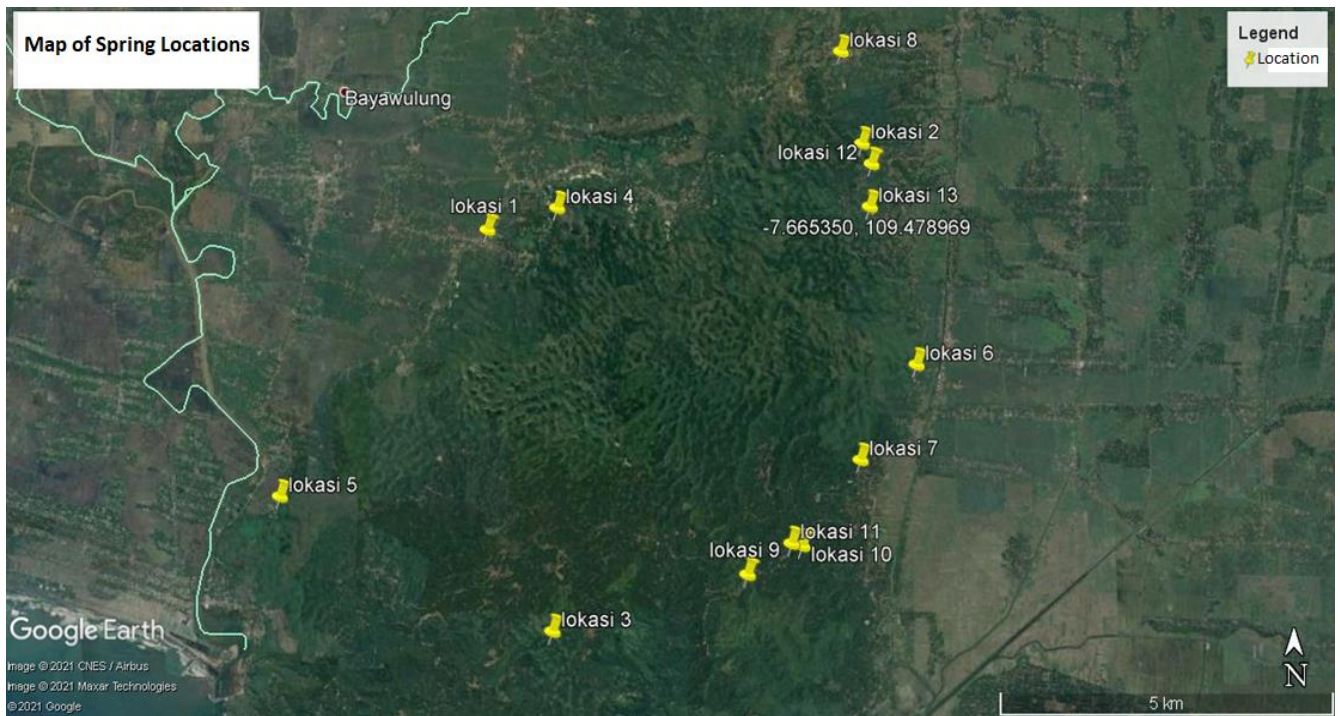 Map of Spring Locations
Legend
Location
lokasi 8
Bayawulung
lokasi 2
lokasi 12
lokasi 13
-7.665350, 109.478969
lokasi 4
lokasi 1
lokasi 6
lokasi 7
lokasi 5
lokasi 11
lokasi 9
lokasi 10
lokasi 3
Google Earth
Image © 2021 CNES / Airbus
Image © 2021 Maxar Technologies
© 2021 Google
N
5 km